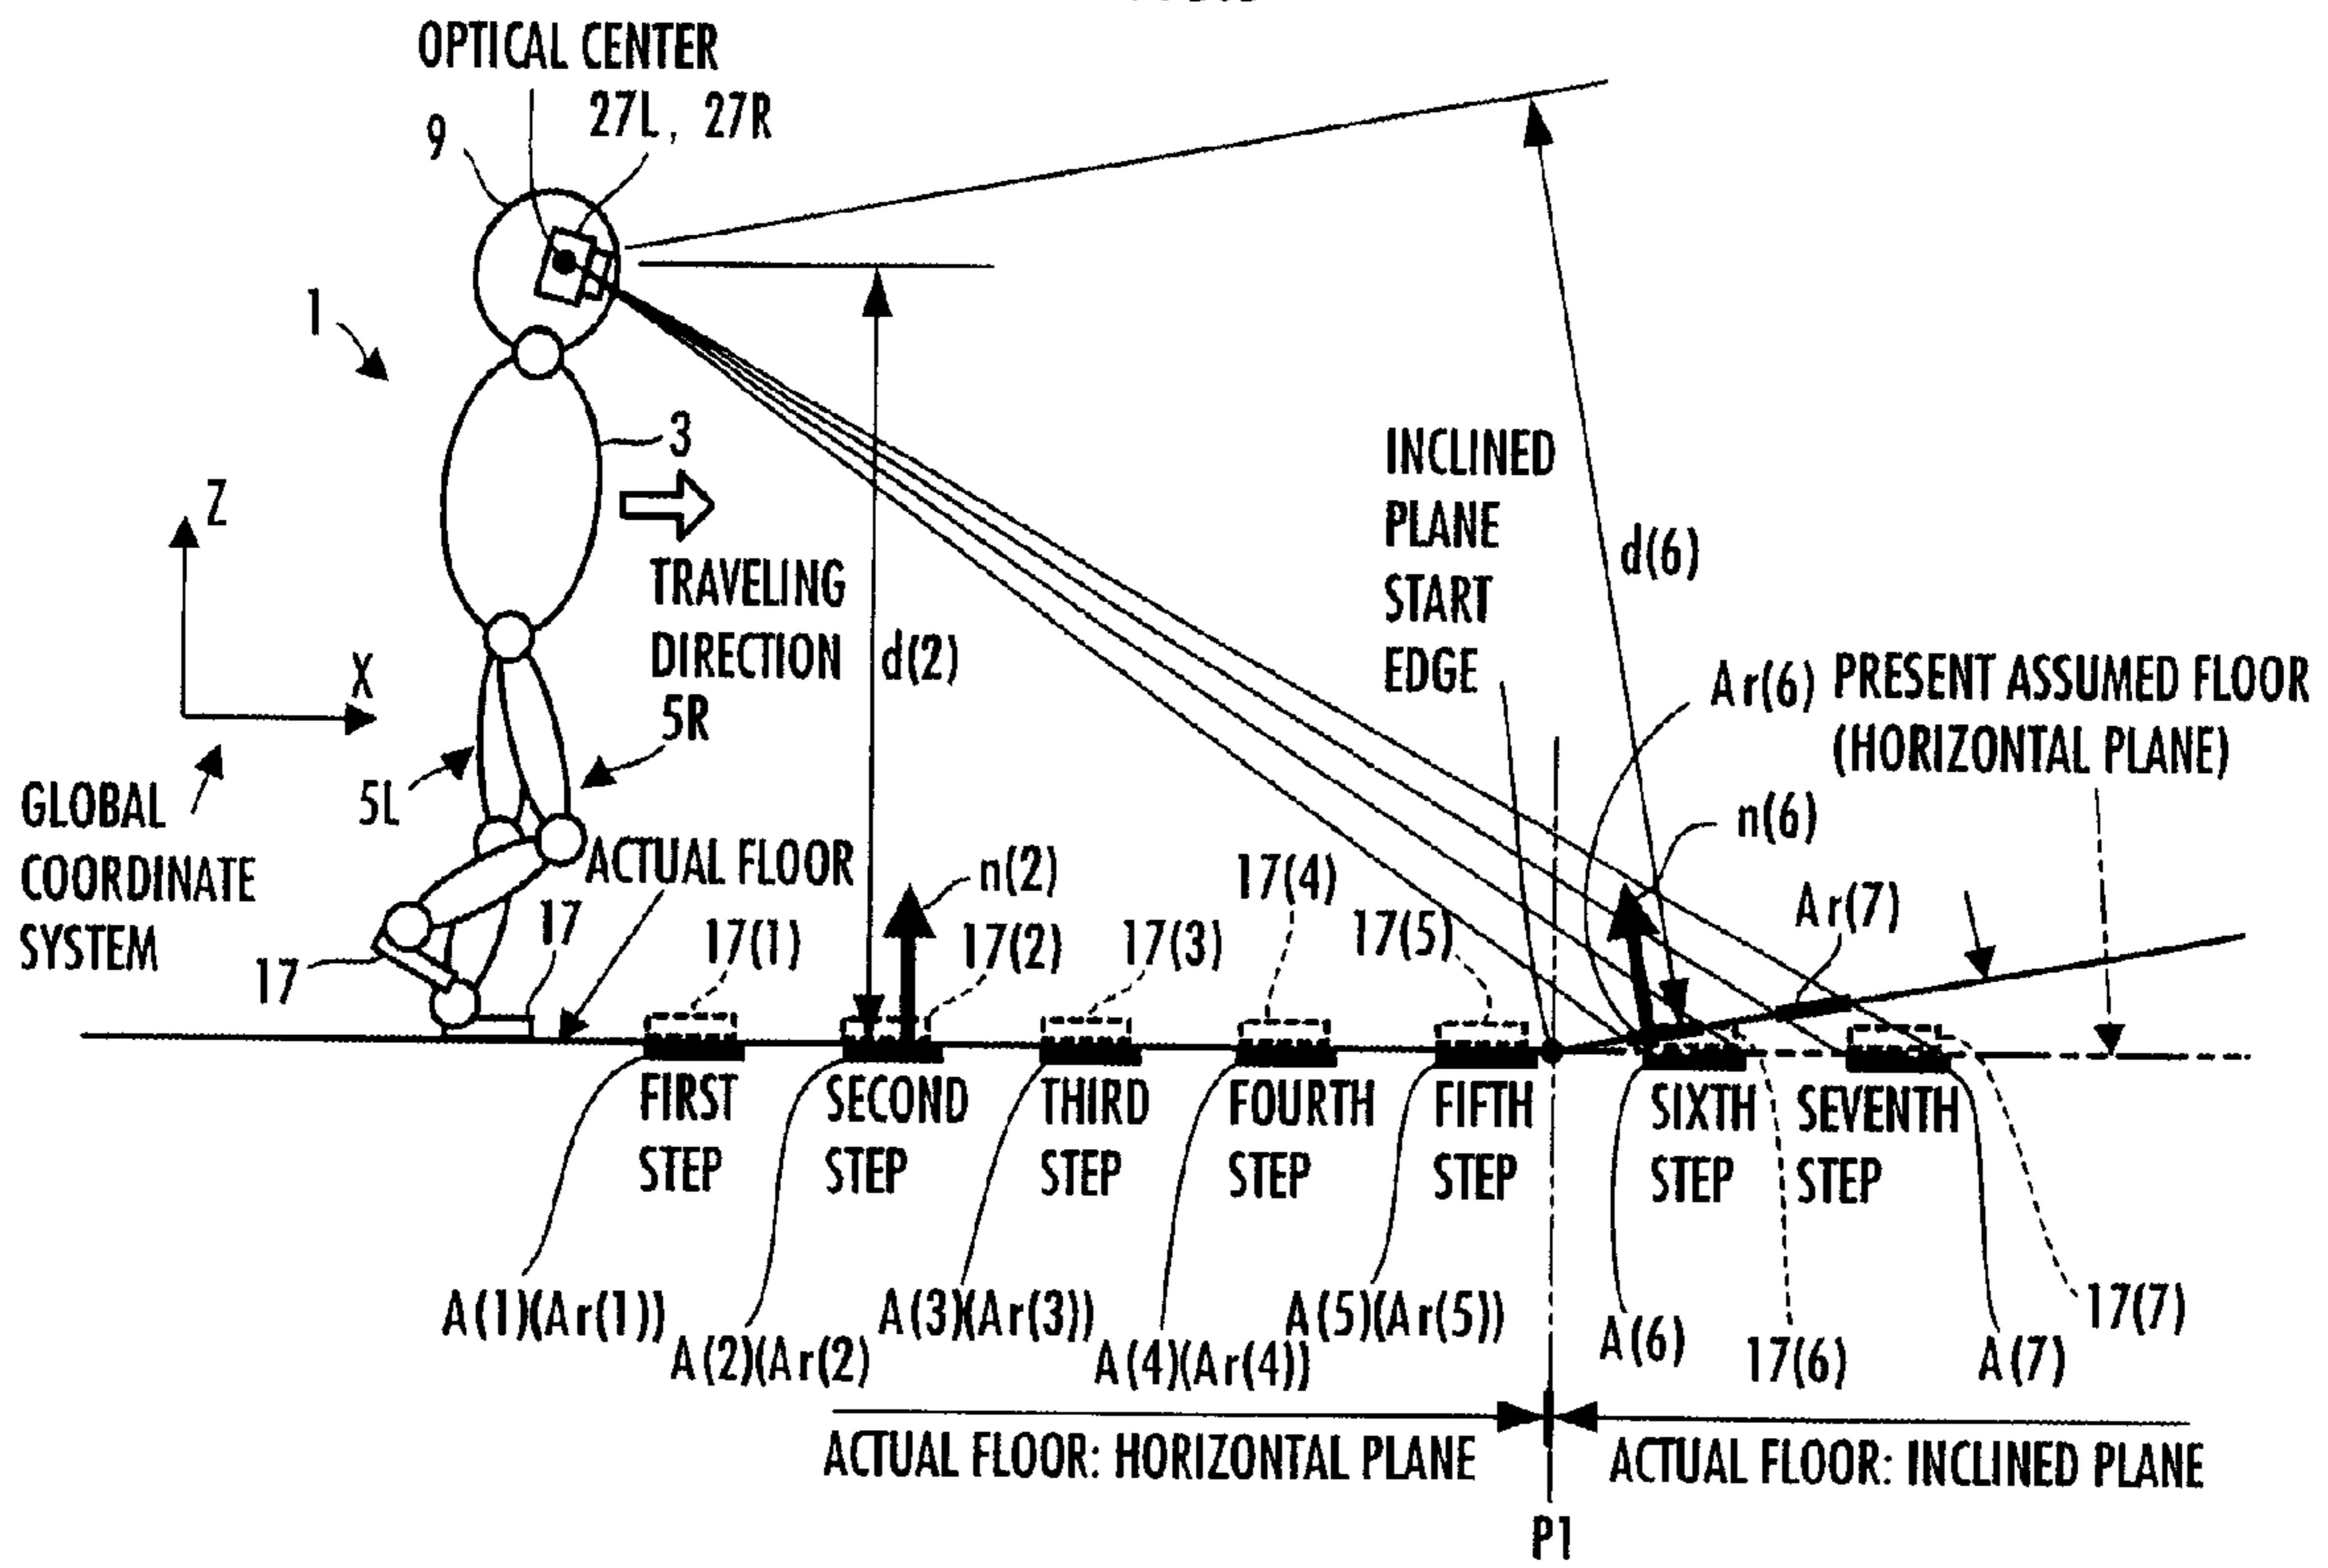 OPTICAL CENTER
9
27L, 27R
1
3
Z
X
TRAVELING
DIRECTION
5R
d(2)
INCLINED
PLANE
START
EDGE
d(6)
Ar(6)
PRESENT ASSUMED FLOOR
(HORIZONTAL PLANE)
GLOBAL
COORDINATE
SYSTEM
5L
ACTUAL FLOOR
n(2)
n(6)
17
17
17(1)
17(2)
17(3)
17(4)
17(5)
Ar(7)
FIRST
STEP
SECOND
STEP
THIRD
STEP
FOURTH
STEP
FIFTH
STEP
SIXTH
STEP
SEVENTH
STEP
A(1)(Ar(1))
A(2)(Ar(2)
A(3)(Ar(3))
A(4)(Ar(4))
A(5)(Ar(5))
A(6)
17(6)
A(7)
17(7)
ACTUAL FLOOR: HORIZONTAL PLANE
ACTUAL FLOOR: INCLINED PLANE
P1